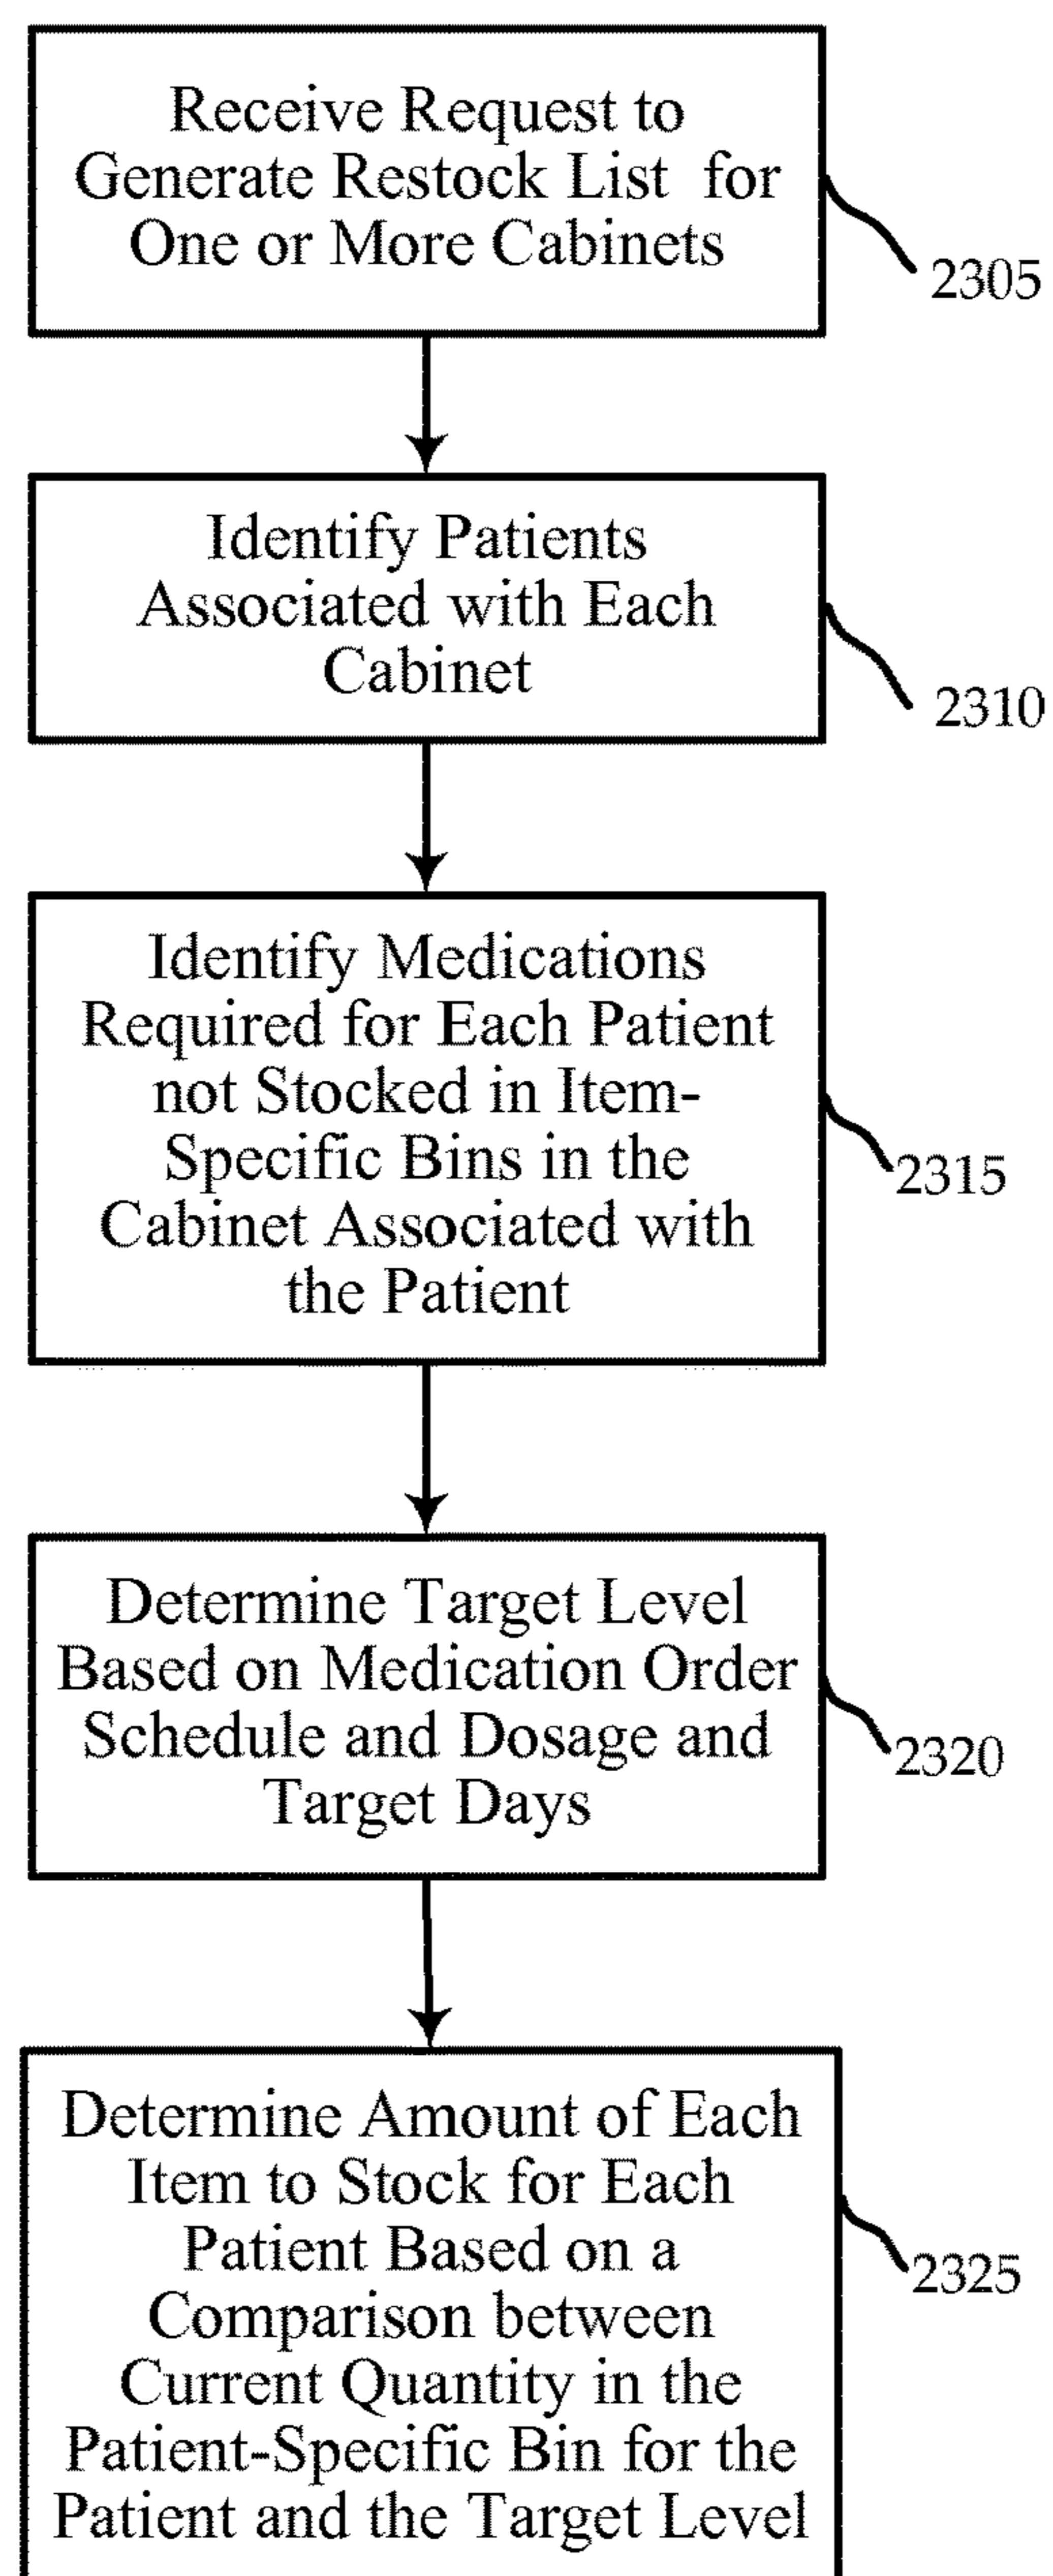 Receive Request to
Generate Restock List for
One or More Cabinets
2305
Identify Patients
Associated with Each
Cabinet
2310
Identify Medications
Required for Each Patient
not Stocked in Item-
Specific Bins in the
Cabinet Associated with
the Patient
2315
Determine Target Level
Based on Medication Order
Schedule and Dosage and
Target Days
2320
Determine Amount of Each
Item to Stock for Each
Patient Based on a
Comparison between
Current Quantity in the
Patient-Specific Bin for the
Patient and the Target Level
2325